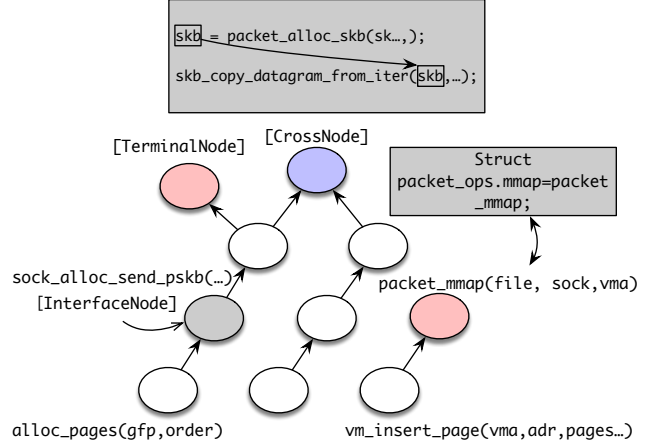 skb = packet_alloc_skb(sk…,);
skb_copy_datagram_from_iter(skb,…);
[CrossNode]
[TerminalNode]
Struct
packet_ops.mmap=packet
_mmap;
sock_alloc_send_pskb(…)
packet_mmap(file, sock,vma)
[InterfaceNode]
alloc_pages(gfp,order)
vm_insert_page(vma,adr,pages…)